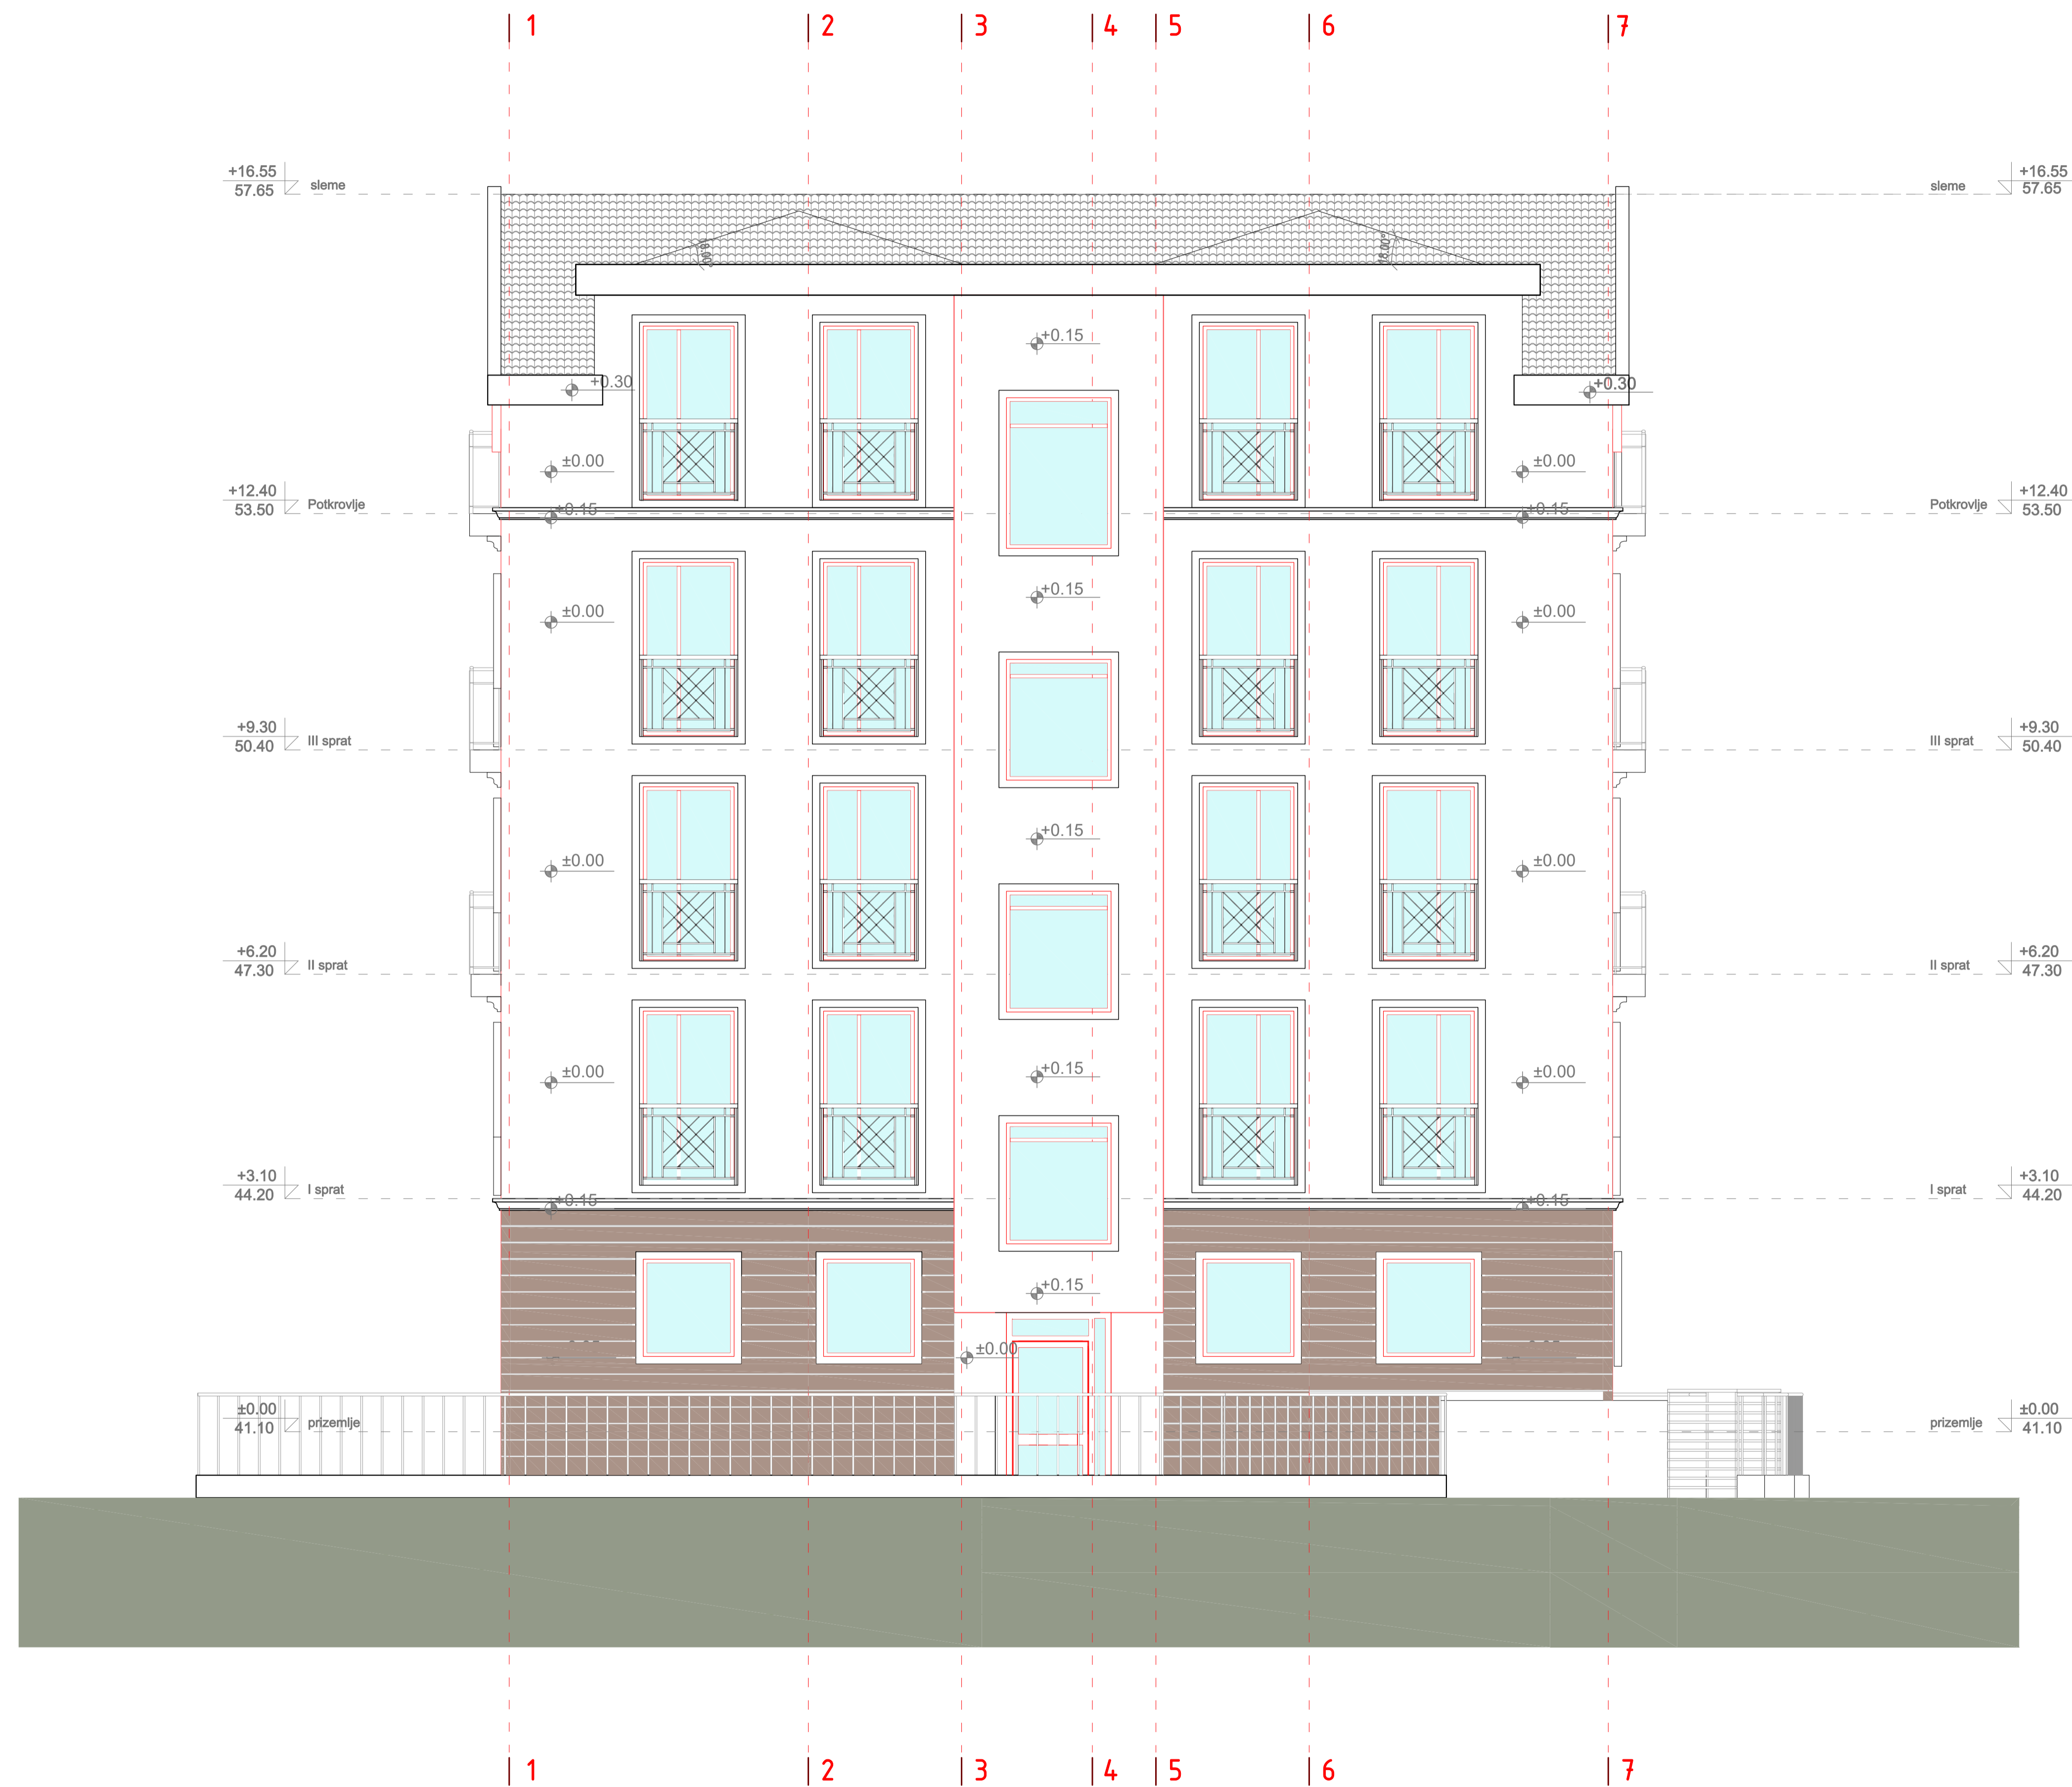 1 2 3 4 5 6 7
+16.55 sleme sleme +16.55
57.65 57.65
18.00° 18.00°
+0.15
+0.30 +0.30
±0.00 ±0.00
+12.40 Potkrovlje Potkrovlje +12.40
53.50 +0.15 +0.15 53.50
+0.15
±0.00 ±0.00
+9.30 III sprat III sprat +9.30
50.40 50.40
+0.15
±0.00 ±0.00
+6.20 II sprat II sprat +6.20
47.30 47.30
+0.15
±0.00 ±0.00
+3.10 I sprat I sprat +3.10
44.20 44.20
+0.15 +0.15
+0.15
±0.00
±0.00 prizemlje prizemlje ±0.00
41.10 41.10
1 2 3 4 5 6 7